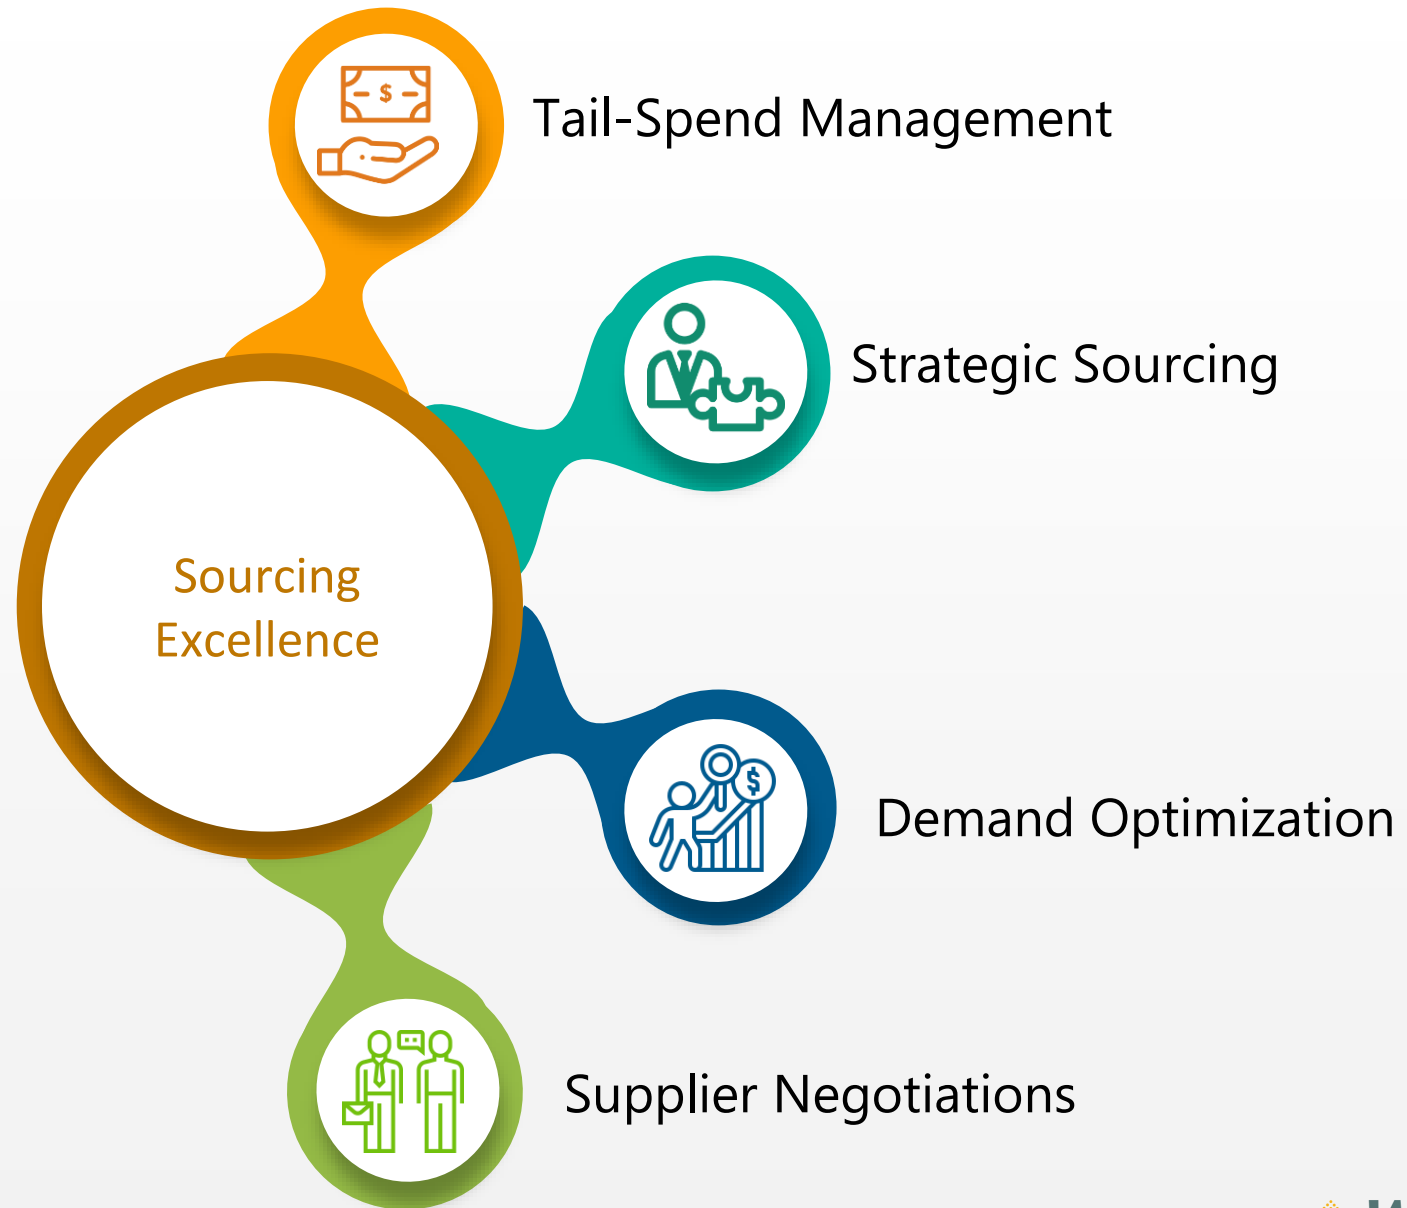 Tail-Spend Management
Strategic Sourcing
Sourcing
Excellence
Demand Optimization
Supplier Negotiations